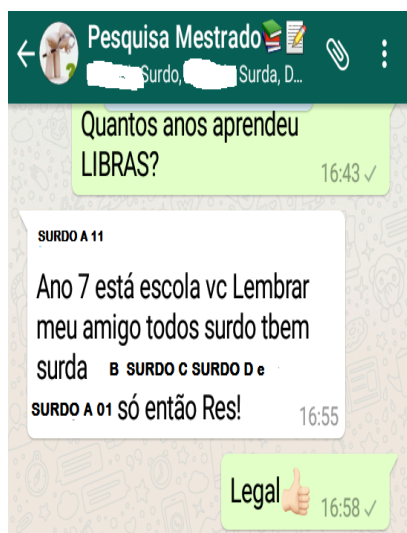 Pesquisa Mestrado📚📝
Surdo, Surda, D...
Quantos anos aprendeu
LIBRAS?
16:43 ✓
SURDO A 11
Ano 7 está escola vc Lembrar
meu amigo todos surdo tbem
surda B SURDO C SURDO D e
SURDO A 01 só então Res!
16:55
Legal👍🏻
16:58 ✓